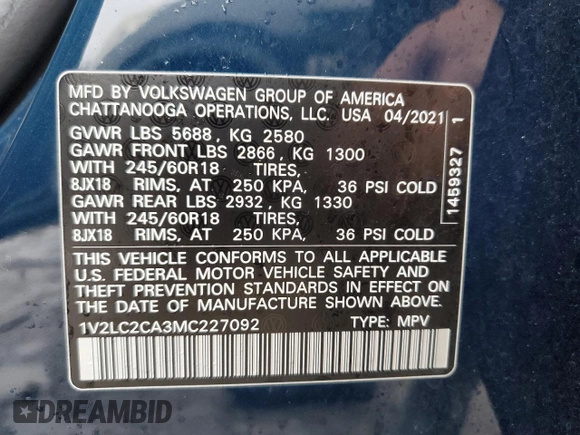 MFD BY VOLKSWAGEN GROUP OF AMERICA
CHATTANOOGA OPERATIONS, LLC. USA 04/2021
GVWR LBS 5688, KG 2580
GAWR FRONT LBS 2866, KG 1300
WITH 245/60R18 TIRES,
8JX18 RIMS, AT 250 KPA, 36 PSI COLD
GAWR REAR LBS 2932, KG 1330
WITH 245/60R18 TIRES,
8JX18 RIMS, AT 250 KPA, 36 PSI COLD
THIS VEHICLE CONFORMS TO ALL APPLICABLE
U.S. FEDERAL MOTOR VEHICLE SAFETY AND
THEFT PREVENTION STANDARDS IN EFFECT ON
THE DATE OF MANUFACTURE SHOWN ABOVE.
1V2LC2CA3MC227092 TYPE: MPV
1459327 1
DREAMBID